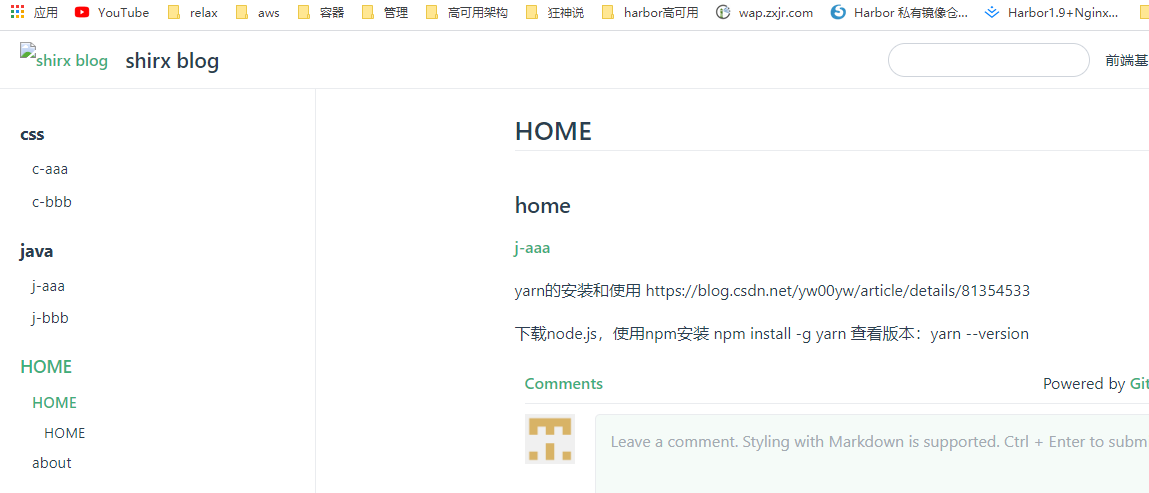 应用 YouTube relax aws 容器 管理 高可用架构 狂神说 harbor高可用 wap.zxjr.com Harbor 私有镜像仓... Harbor1.9+Nginx...
shirx blog shirx blog 前端基
css
c-aaa
c-bbb
java
j-aaa
j-bbb
HOME
HOME
HOME
about
HOME
home
j-aaa
yarn的安装和使用 https://blog.csdn.net/yw00yw/article/details/81354533
下载node.js，使用npm安装 npm install -g yarn 查看版本：yarn --version
Comments Powered by Git
Leave a comment. Styling with Markdown is supported. Ctrl + Enter to subm